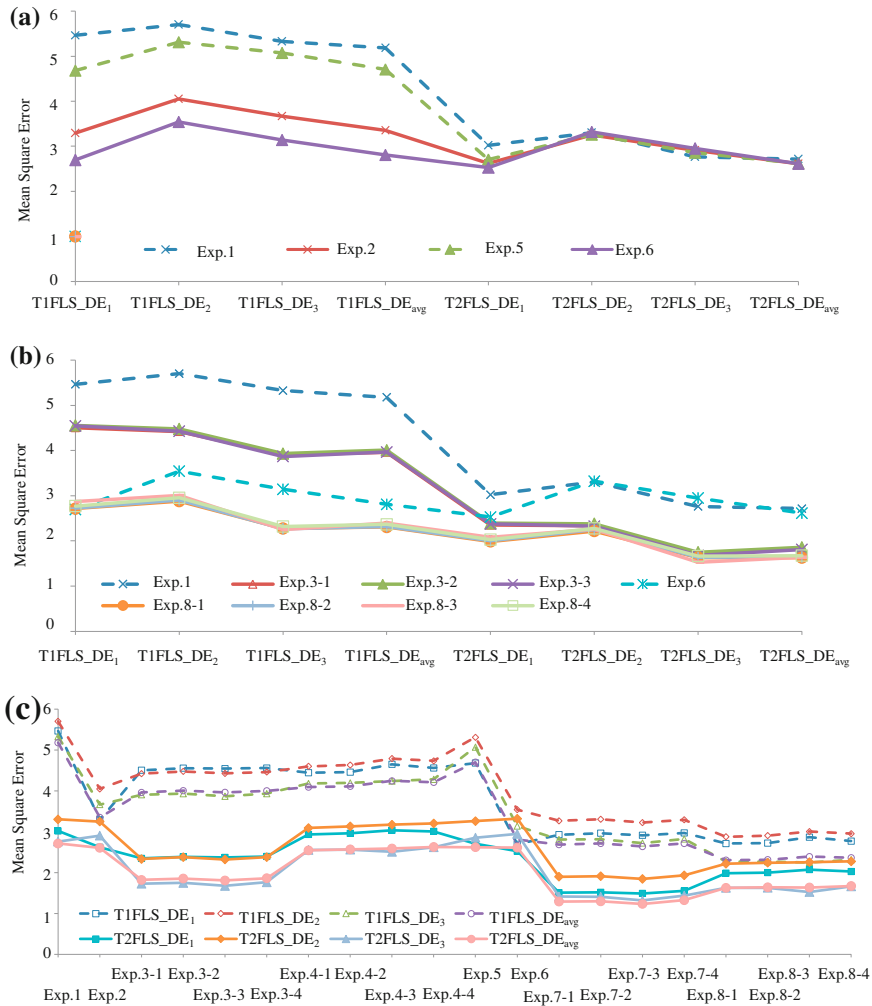 (a)
6
5
4
3
2
1
0
Mean Square Error
Exp.1 Exp.2 Exp.5 Exp.6
T1FLS_DE1 T1FLS_DE2 T1FLS_DE3 T1FLS_DEavg T2FLS_DE1 T2FLS_DE2 T2FLS_DE3 T2FLS_DEavg
(b)
6
5
4
3
2
1
0
Mean Square Error
Exp.1 Exp.3-1 Exp.3-2 Exp.3-3 Exp.6
Exp.8-1 Exp.8-2 Exp.8-3 Exp.8-4
T1FLS_DE1 T1FLS_DE2 T1FLS_DE3 T1FLS_DEavg T2FLS_DE1 T2FLS_DE2 T2FLS_DE3 T2FLS_DEavg
(c)
6
5
4
3
2
1
0
Mean Square Error
T1FLS_DE1 T1FLS_DE2 T1FLS_DE3 T1FLS_DEavg
T2FLS_DE1 T2FLS_DE2 T2FLS_DE3 T2FLS_DEavg
Exp.3-1 Exp.3-2 Exp.4-1 Exp.4-2 Exp.5 Exp.6 Exp.7-3 Exp.7-4 Exp.8-3 Exp.8-4
Exp.1 Exp.2 Exp.3-3 Exp.3-4 Exp.4-3 Exp.4-4 Exp.7-1 Exp.7-2 Exp.8-1 Exp.8-2